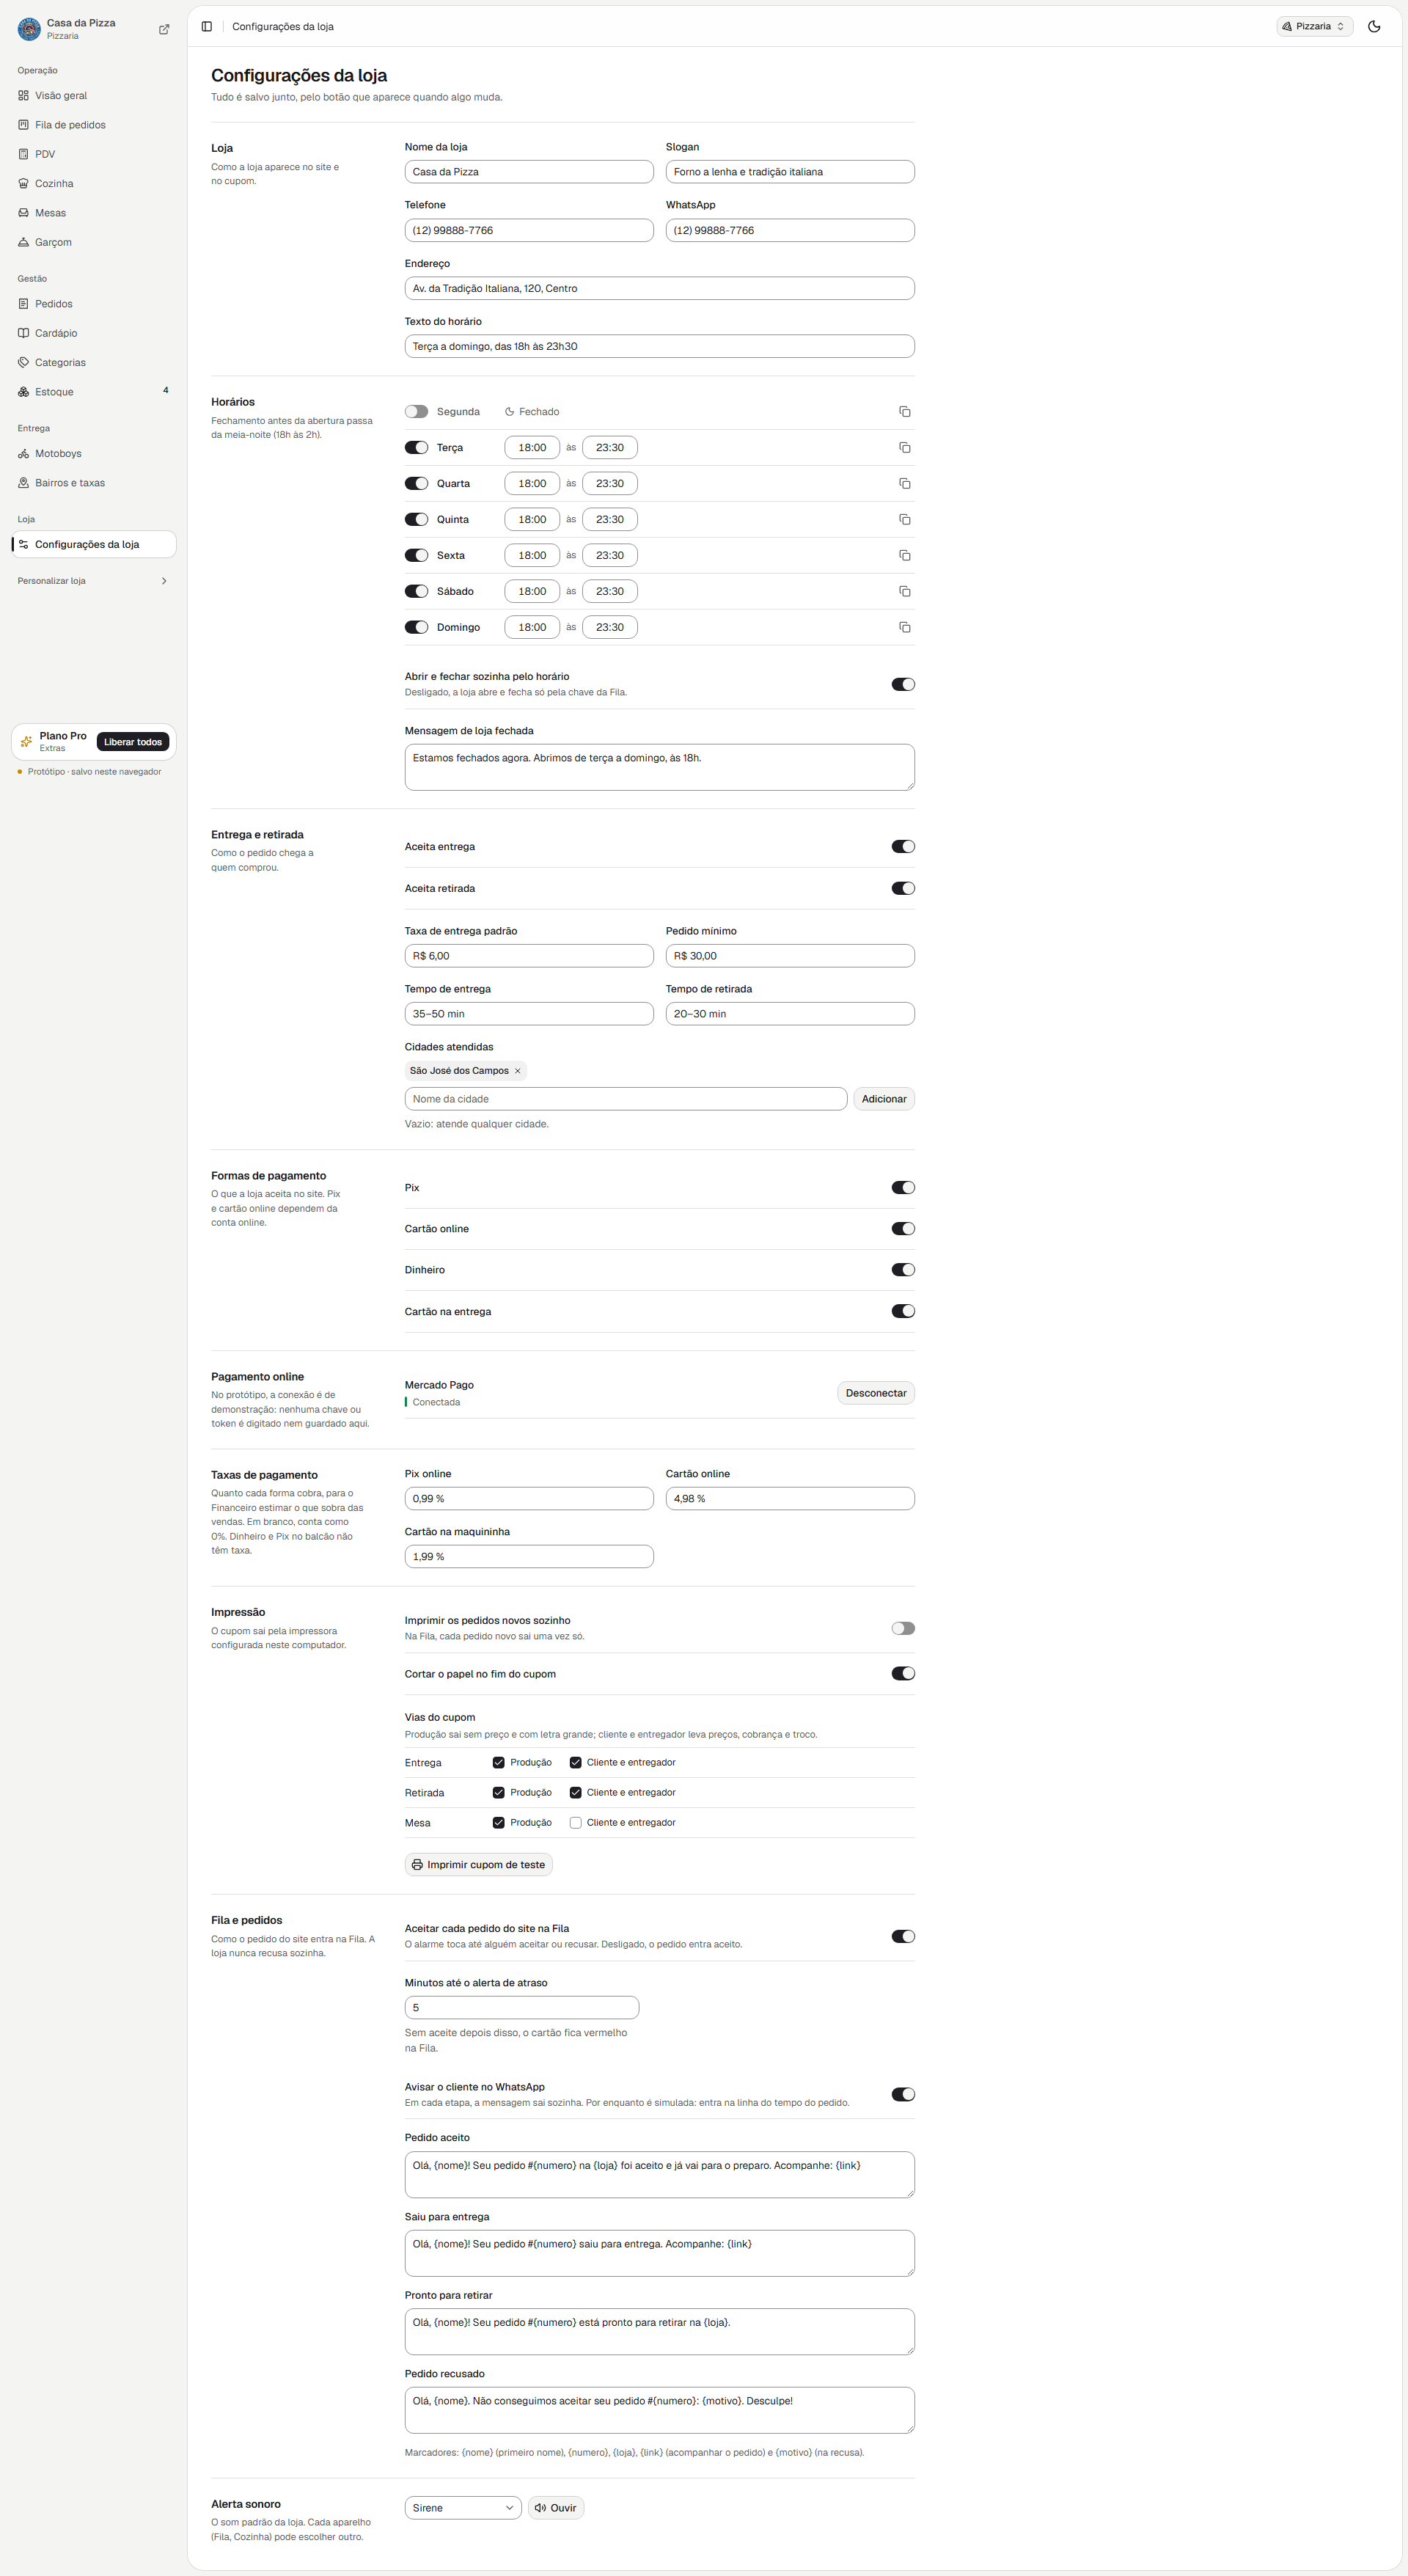 Casa da Pizza
Pizzaria
Operação
Visão geral
Fila de pedidos
PDV
Cozinha
Mesas
Garçom
Gestão
Pedidos
Cardápio
Categorias
Estoque 4
Entrega
Motoboys
Bairros e taxas
Loja
Configurações da loja
Personalizar loja
Plano Pro
Extras
Liberar todos
Protótipo · salvo neste navegador
Configurações da loja
Pizzaria
Configurações da loja
Tudo é salvo junto, pelo botão que aparece quando algo muda.
Loja
Como a loja aparece no site e
no cupom.
Nome da loja
Casa da Pizza
Slogan
Forno a lenha e tradição italiana
Telefone
(12) 99888-7766
WhatsApp
(12) 99888-7766
Endereço
Av. da Tradição Italiana, 120, Centro
Texto do horário
Terça a domingo, das 18h às 23h30
Horários
Fechamento antes da abertura passa
da meia-noite (18h às 2h).
Segunda Fechado
Terça 18:00 às 23:30
Quarta 18:00 às 23:30
Quinta 18:00 às 23:30
Sexta 18:00 às 23:30
Sábado 18:00 às 23:30
Domingo 18:00 às 23:30
Abrir e fechar sozinha pelo horário
Desligado, a loja abre e fecha só pela chave da Fila.
Mensagem de loja fechada
Estamos fechados agora. Abrimos de terça a domingo, às 18h.
Entrega e retirada
Como o pedido chega a
quem comprou.
Aceita entrega
Aceita retirada
Taxa de entrega padrão
R$ 6,00
Pedido mínimo
R$ 30,00
Tempo de entrega
35–50 min
Tempo de retirada
20–30 min
Cidades atendidas
São José dos Campos
Nome da cidade
Adicionar
Vazio: atende qualquer cidade.
Formas de pagamento
O que a loja aceita no site. Pix
e cartão online dependem da
conta online.
Pix
Cartão online
Dinheiro
Cartão na entrega
Pagamento online
No protótipo, a conexão é de
demonstração: nenhuma chave ou
token é digitado nem guardado aqui.
Mercado Pago
Conectada
Desconectar
Taxas de pagamento
Quanto cada forma cobra, para o
Financeiro estimar o que sobra das
vendas. Em branco, conta como
0%. Dinheiro e Pix no balcão não
têm taxa.
Pix online
0,99 %
Cartão online
4,98 %
Cartão na maquininha
1,99 %
Impressão
O cupom sai pela impressora
configurada neste computador.
Imprimir os pedidos novos sozinho
Na Fila, cada pedido novo sai uma vez só.
Cortar o papel no fim do cupom
Vias do cupom
Produção sai sem preço e com letra grande; cliente e entregador leva preços, cobrança e troco.
Entrega Produção Cliente e entregador
Retirada Produção Cliente e entregador
Mesa Produção Cliente e entregador
Imprimir cupom de teste
Fila e pedidos
Como o pedido do site entra na Fila. A
loja nunca recusa sozinha.
Aceitar cada pedido do site na Fila
O alarme toca até alguém aceitar ou recusar. Desligado, o pedido entra aceito.
Minutos até o alerta de atraso
5
Sem aceite depois disso, o cartão fica vermelho
na Fila.
Avisar o cliente no WhatsApp
Em cada etapa, a mensagem sai sozinha. Por enquanto é simulada: entra na linha do tempo do pedido.
Pedido aceito
Olá, {nome}! Seu pedido #{numero} na {loja} foi aceito e já vai para o preparo. Acompanhe: {link}
Saiu para entrega
Olá, {nome}! Seu pedido #{numero} saiu para entrega. Acompanhe: {link}
Pronto para retirar
Olá, {nome}! Seu pedido #{numero} está pronto para retirar na {loja}.
Pedido recusado
Olá, {nome}. Não conseguimos aceitar seu pedido #{numero}: {motivo}. Desculpe!
Marcadores: {nome} (primeiro nome), {numero}, {loja}, {link} (acompanhar o pedido) e {motivo} (na recusa).
Alerta sonoro
O som padrão da loja. Cada aparelho
(Fila, Cozinha) pode escolher outro.
Sirene
Ouvir